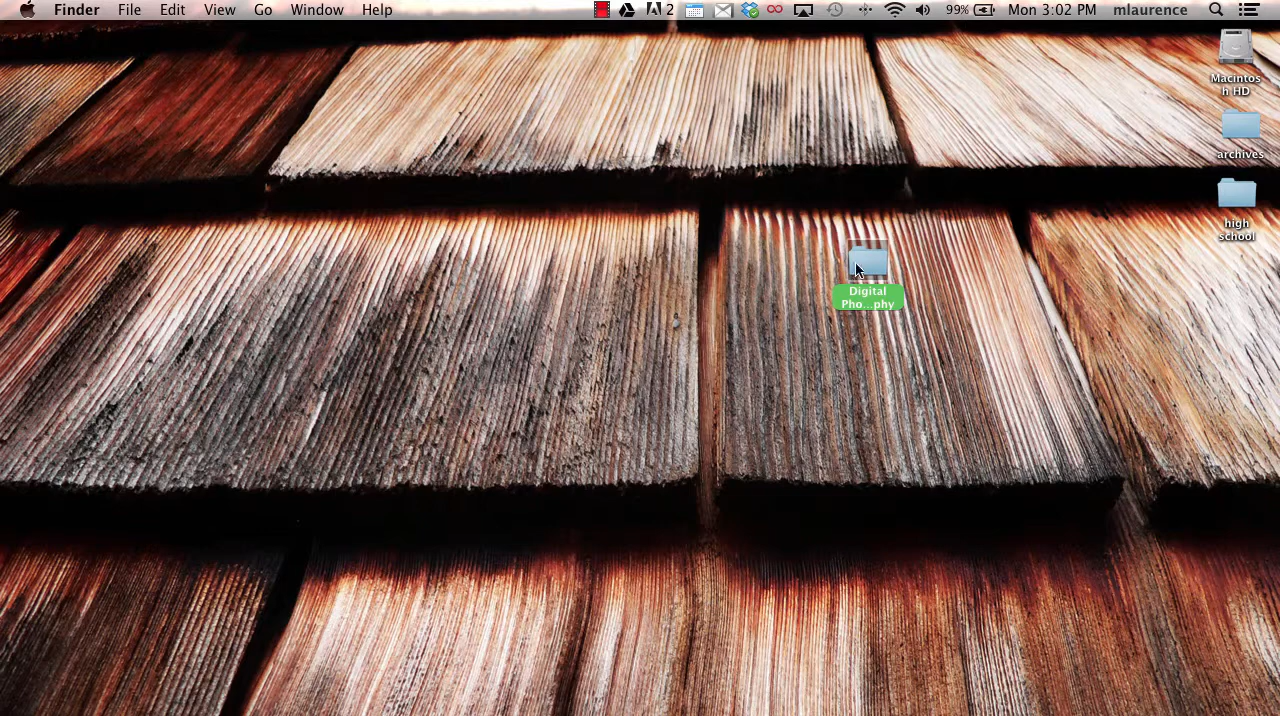 Finder File Edit View Go Window Help 2 99% Mon 3:02 PM mlaurence
Macintos
h HD
archives
high
school
Digital
Pho...phy